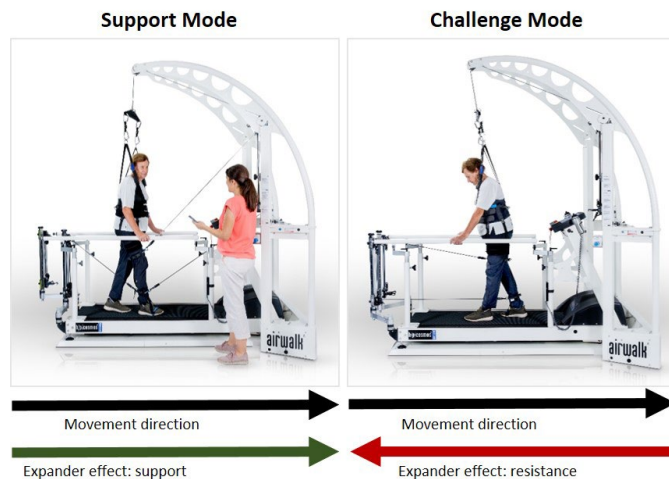 Support Mode
Challenge Mode
airwalk
airwalk
Movement direction
Movement direction
Expander effect: support
Expander effect: resistance